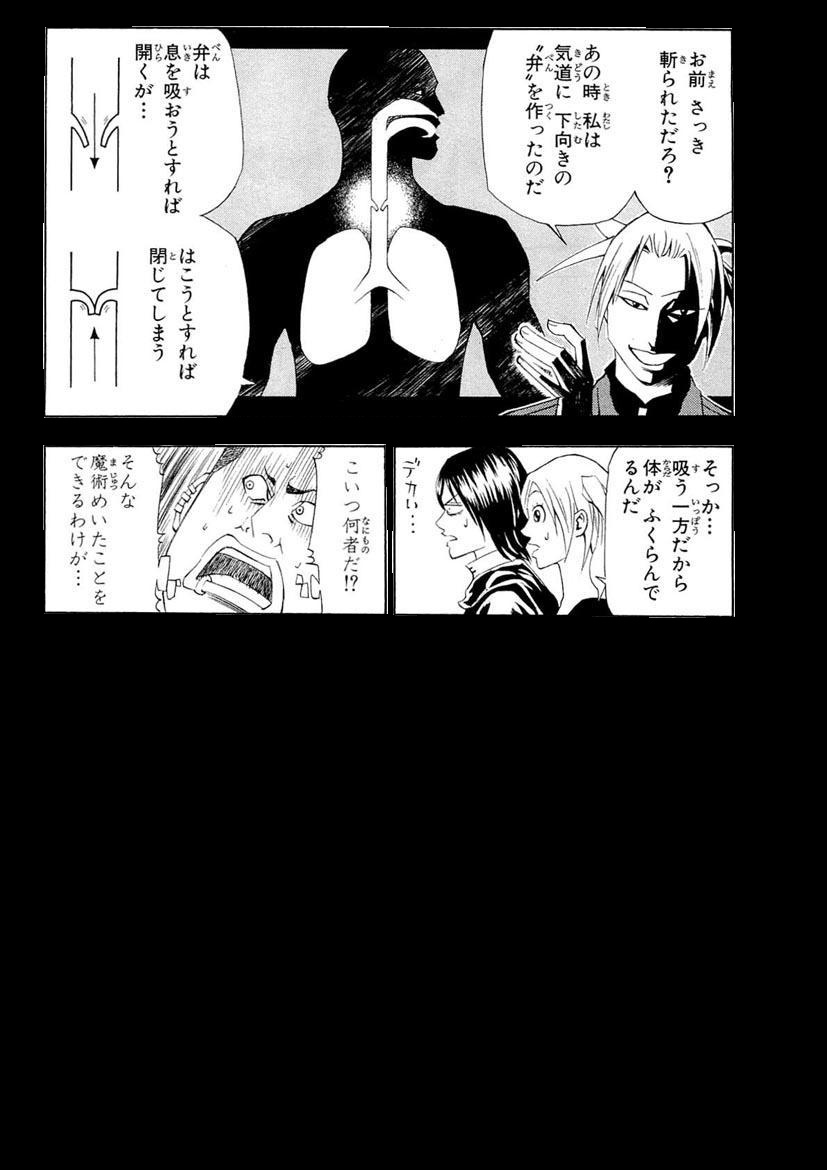 お前 さっき
斬られただろ?
あの時 私は
気道に 下向きの
〝弁〟を作ったのだ
弁は
息を吸おうとすれば
開くが…
はこうとすれば
閉じてしまう
そっか…
吸う一方だから
体が ふくらんで
るんだ
デカい…
こいつ何者だ!?
そんな
魔術めいたことを
できるわけが…